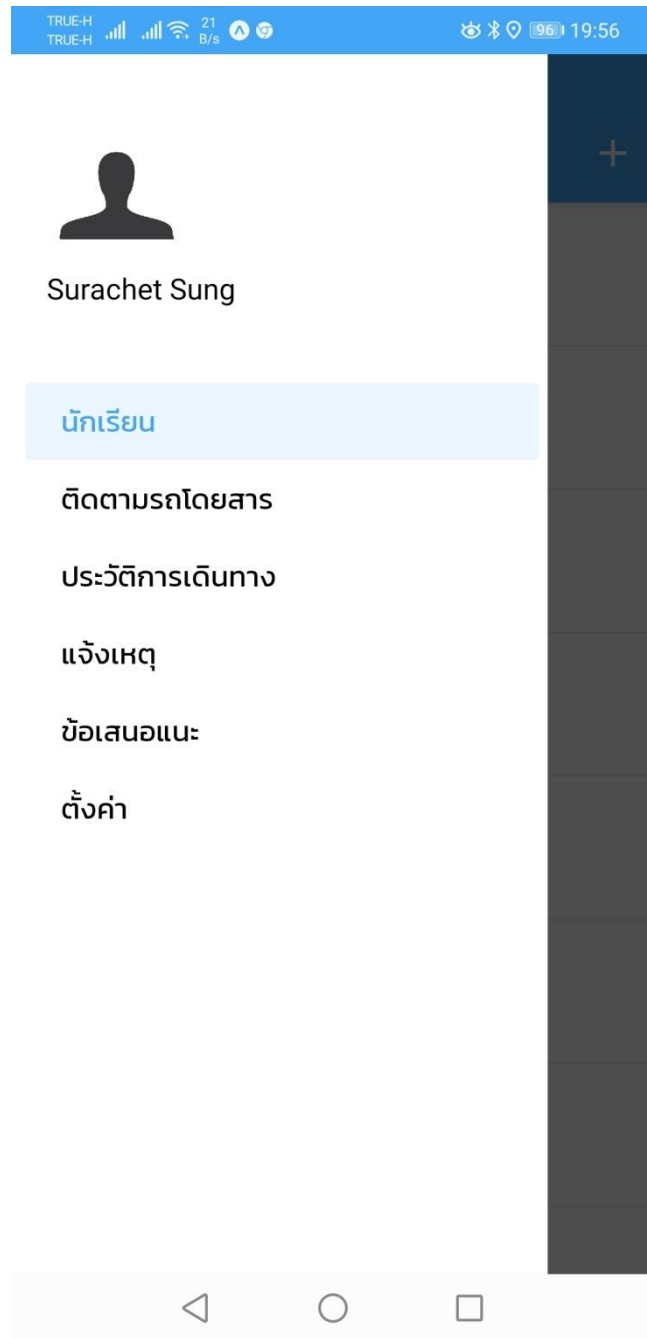 TRUE-H
TRUE-H
21
B/s
96
19:56
Surachet Sung
นักเรียน
ติดตามรถโดยสาร
ประวัติการเดินทาง
แจ้งเหตุ
ข้อเสนอแนะ
ตั้งค่า